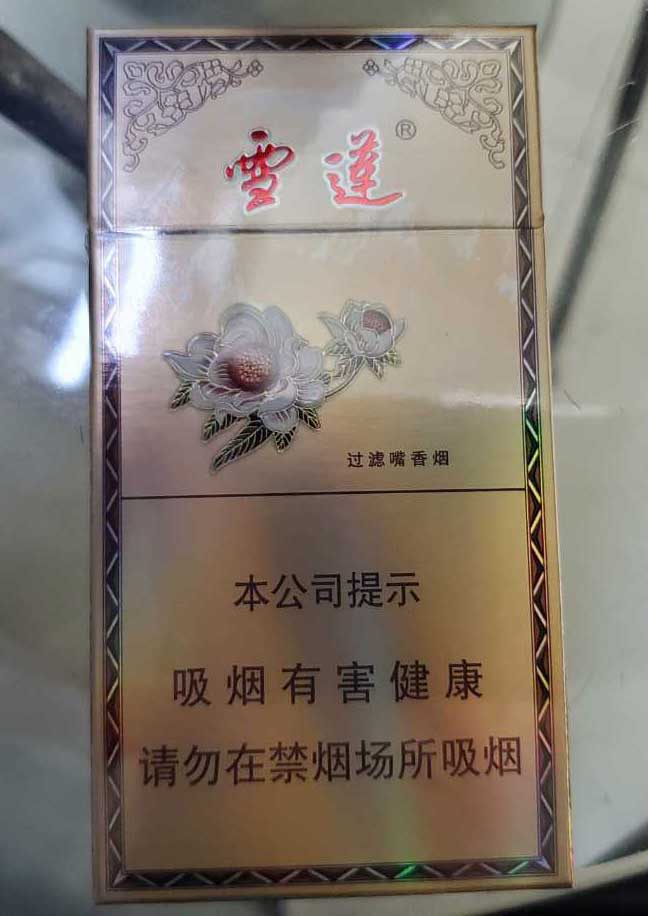 雪莲®
过滤嘴香烟
本公司提示
吸烟有害健康
请勿在禁烟场所吸烟